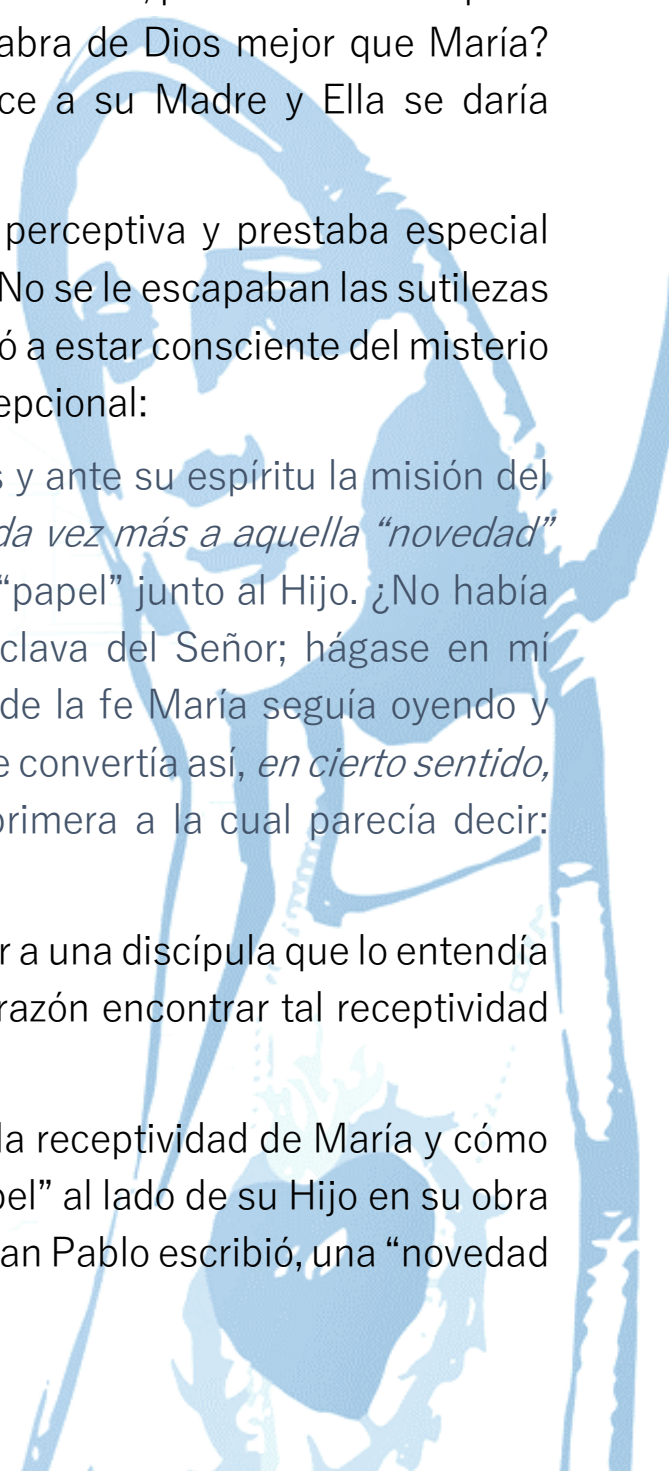 abra de Dios mejor que María?
ce a su Madre y Ella se daría
perceptiva y prestaba especial
No se le escapaban las sutilezas
ó a estar consciente del misterio
epcional:
s y ante su espíritu la misión del
da vez más a aquella “novedad”
“papel” junto al Hijo. ¿No había
clava del Señor; hágase en mí
de la fe María seguía oyendo y
e convertía así, en cierto sentido,
primera a la cual parecía decir:
r a una discípula que lo entendía
razón encontrar tal receptividad
la receptividad de María y cómo
pel” al lado de su Hijo en su obra
an Pablo escribió, una “novedad